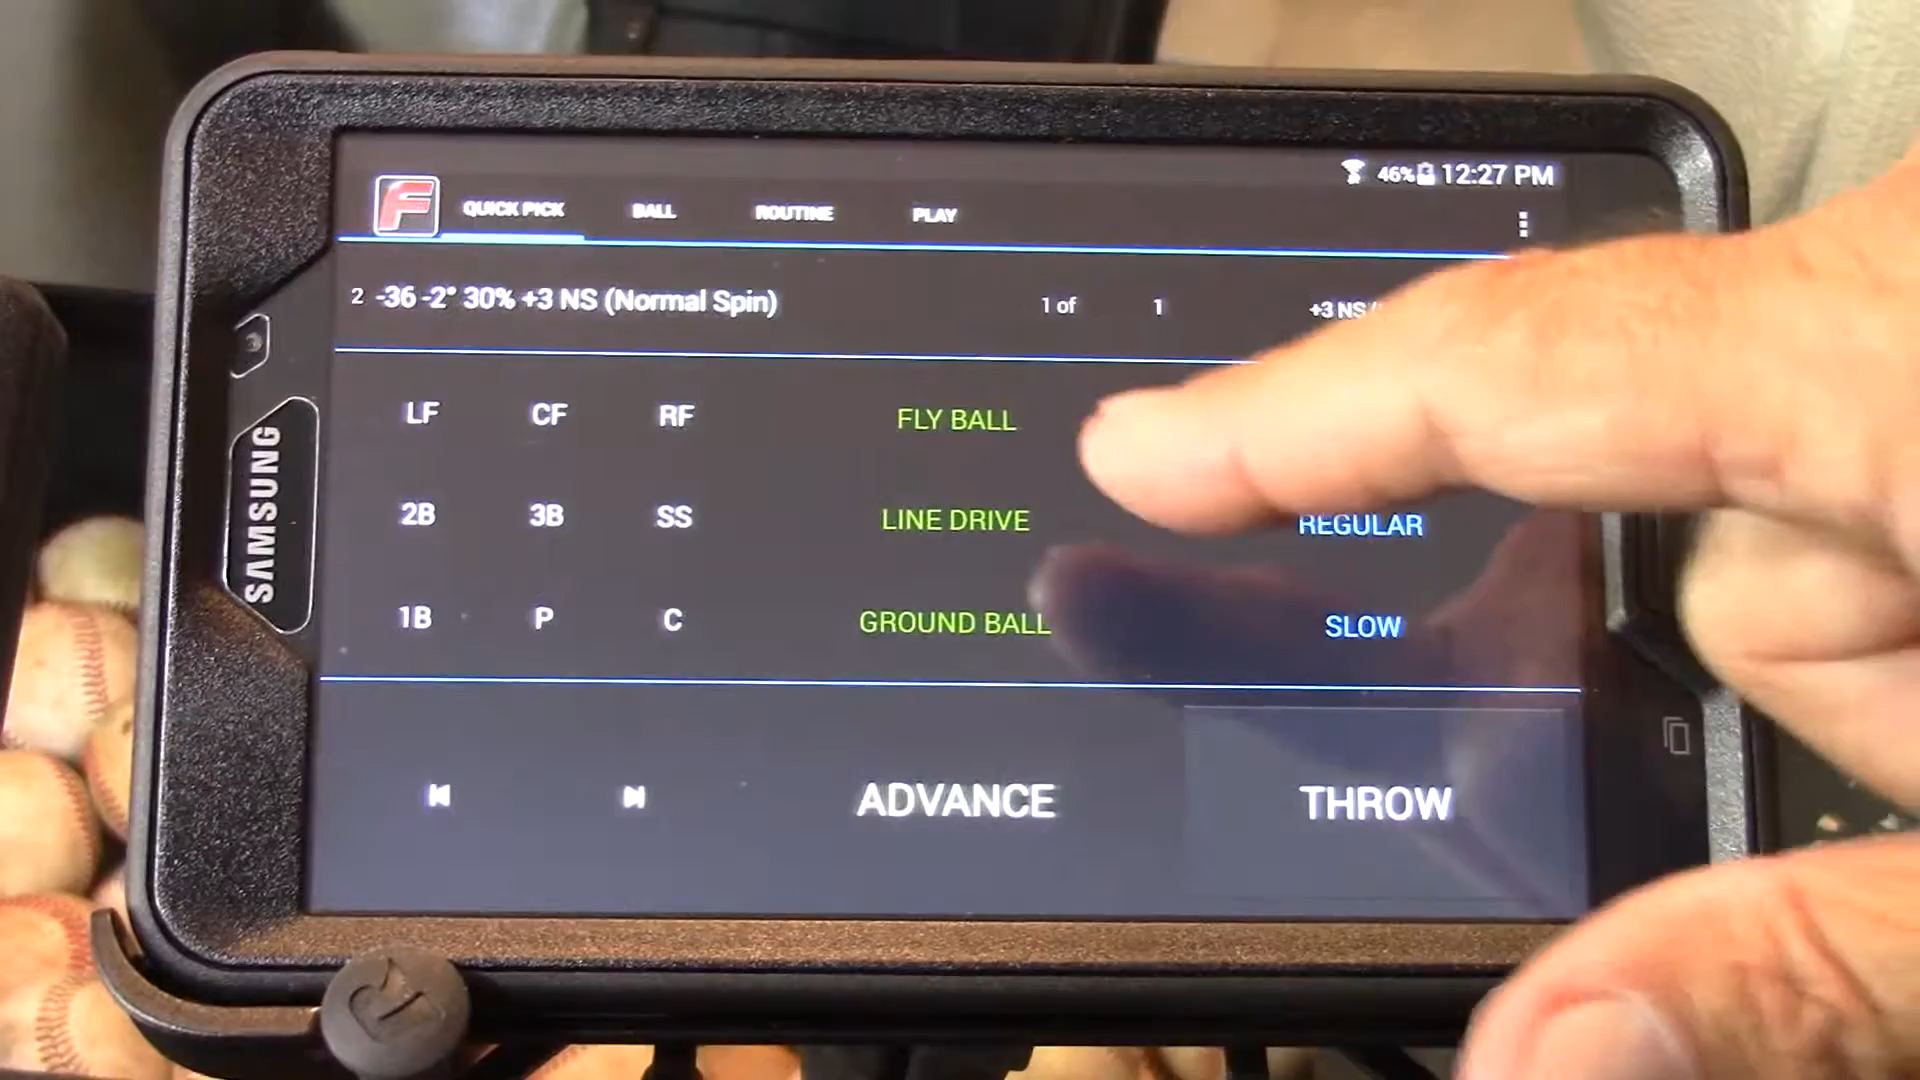 46% 12:27 PM
F QUICK PICK BALL ROUTINE PLAY
2 -36 -2° 30% +3 NS (Normal Spin) 1 of 1 +3 NS
LF CF RF FLY BALL
2B 3B SS LINE DRIVE REGULAR
1B P C GROUND BALL SLOW
ADVANCE THROW
SAMSUNG